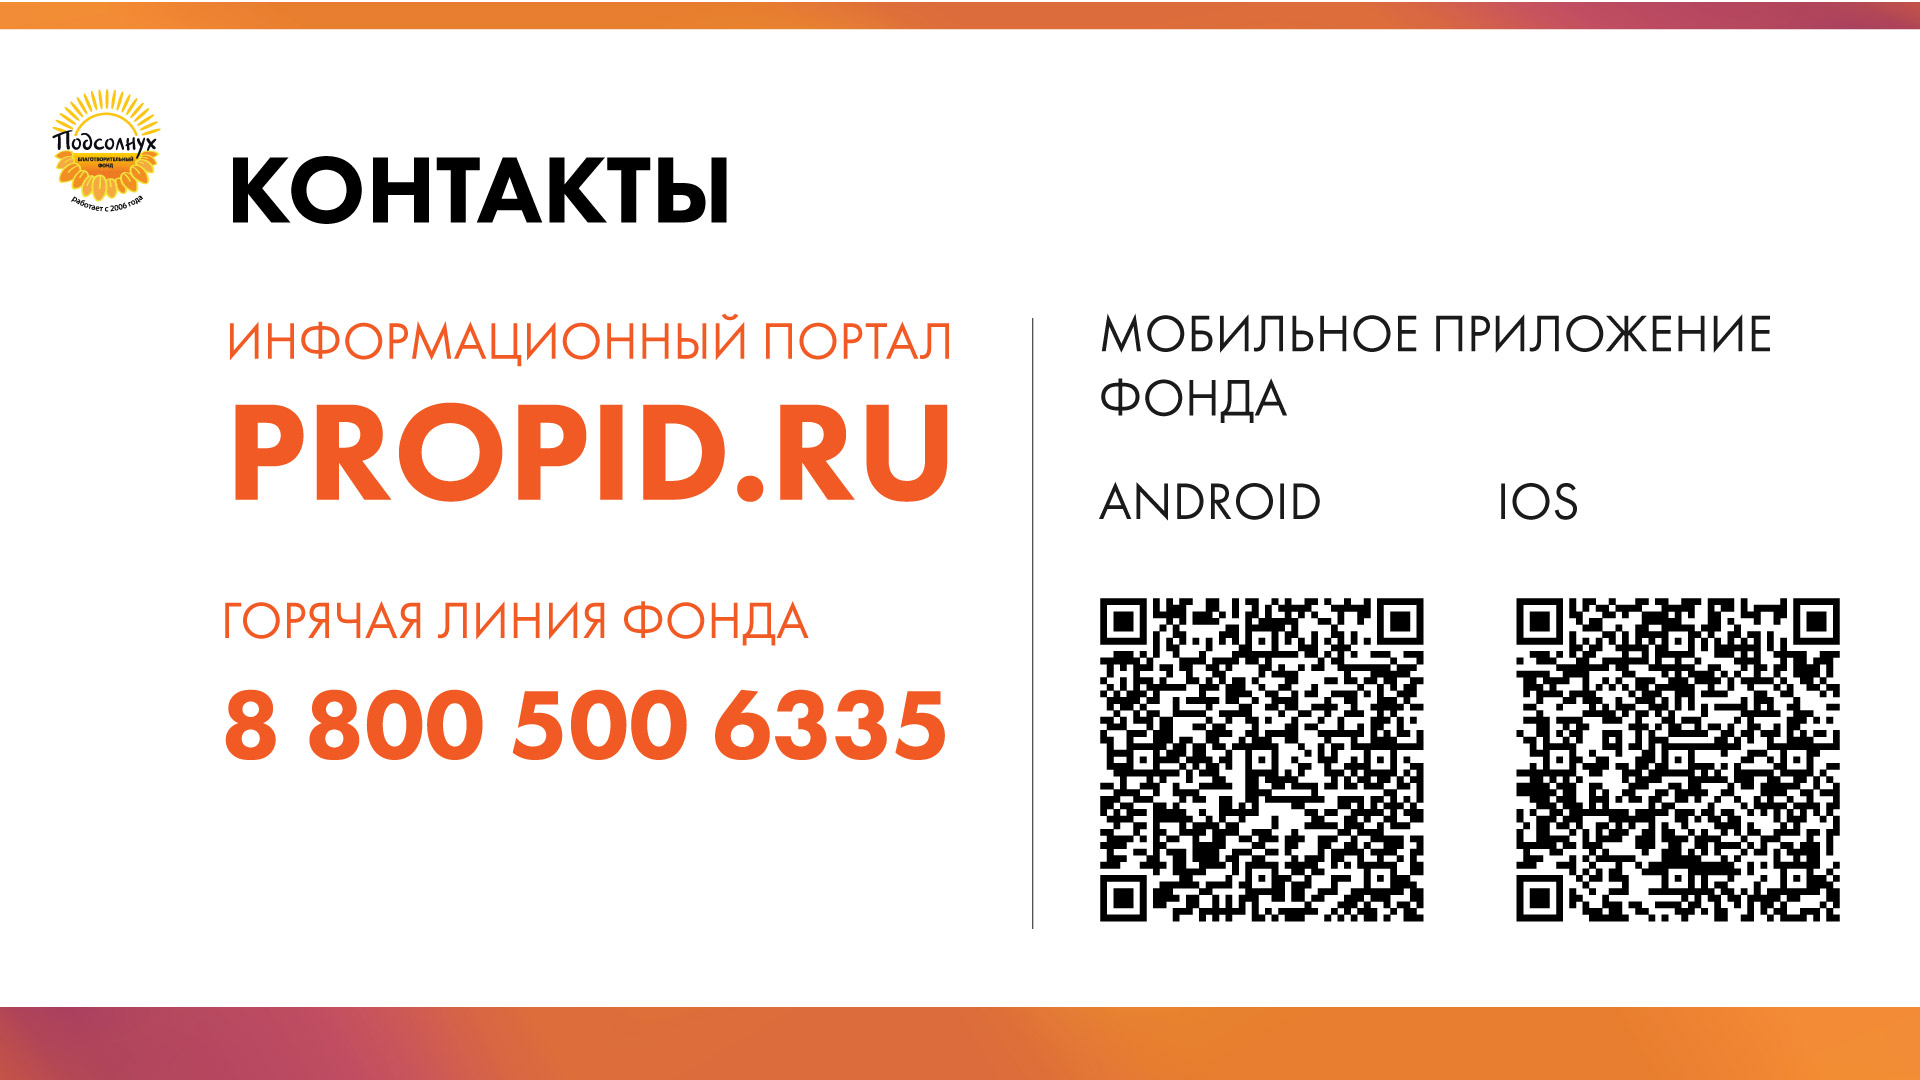 Подсолнух
БЛАГОТВОРИТЕЛЬНЫЙ
ФОНД
работает с 2006 года
КОНТАКТЫ
ИНФОРМАЦИОННЫЙ ПОРТАЛ
PROPID.RU
ГОРЯЧАЯ ЛИНИЯ ФОНДА
8 800 500 6335
МОБИЛЬНОЕ ПРИЛОЖЕНИЕ
ФОНДА
ANDROID IOS